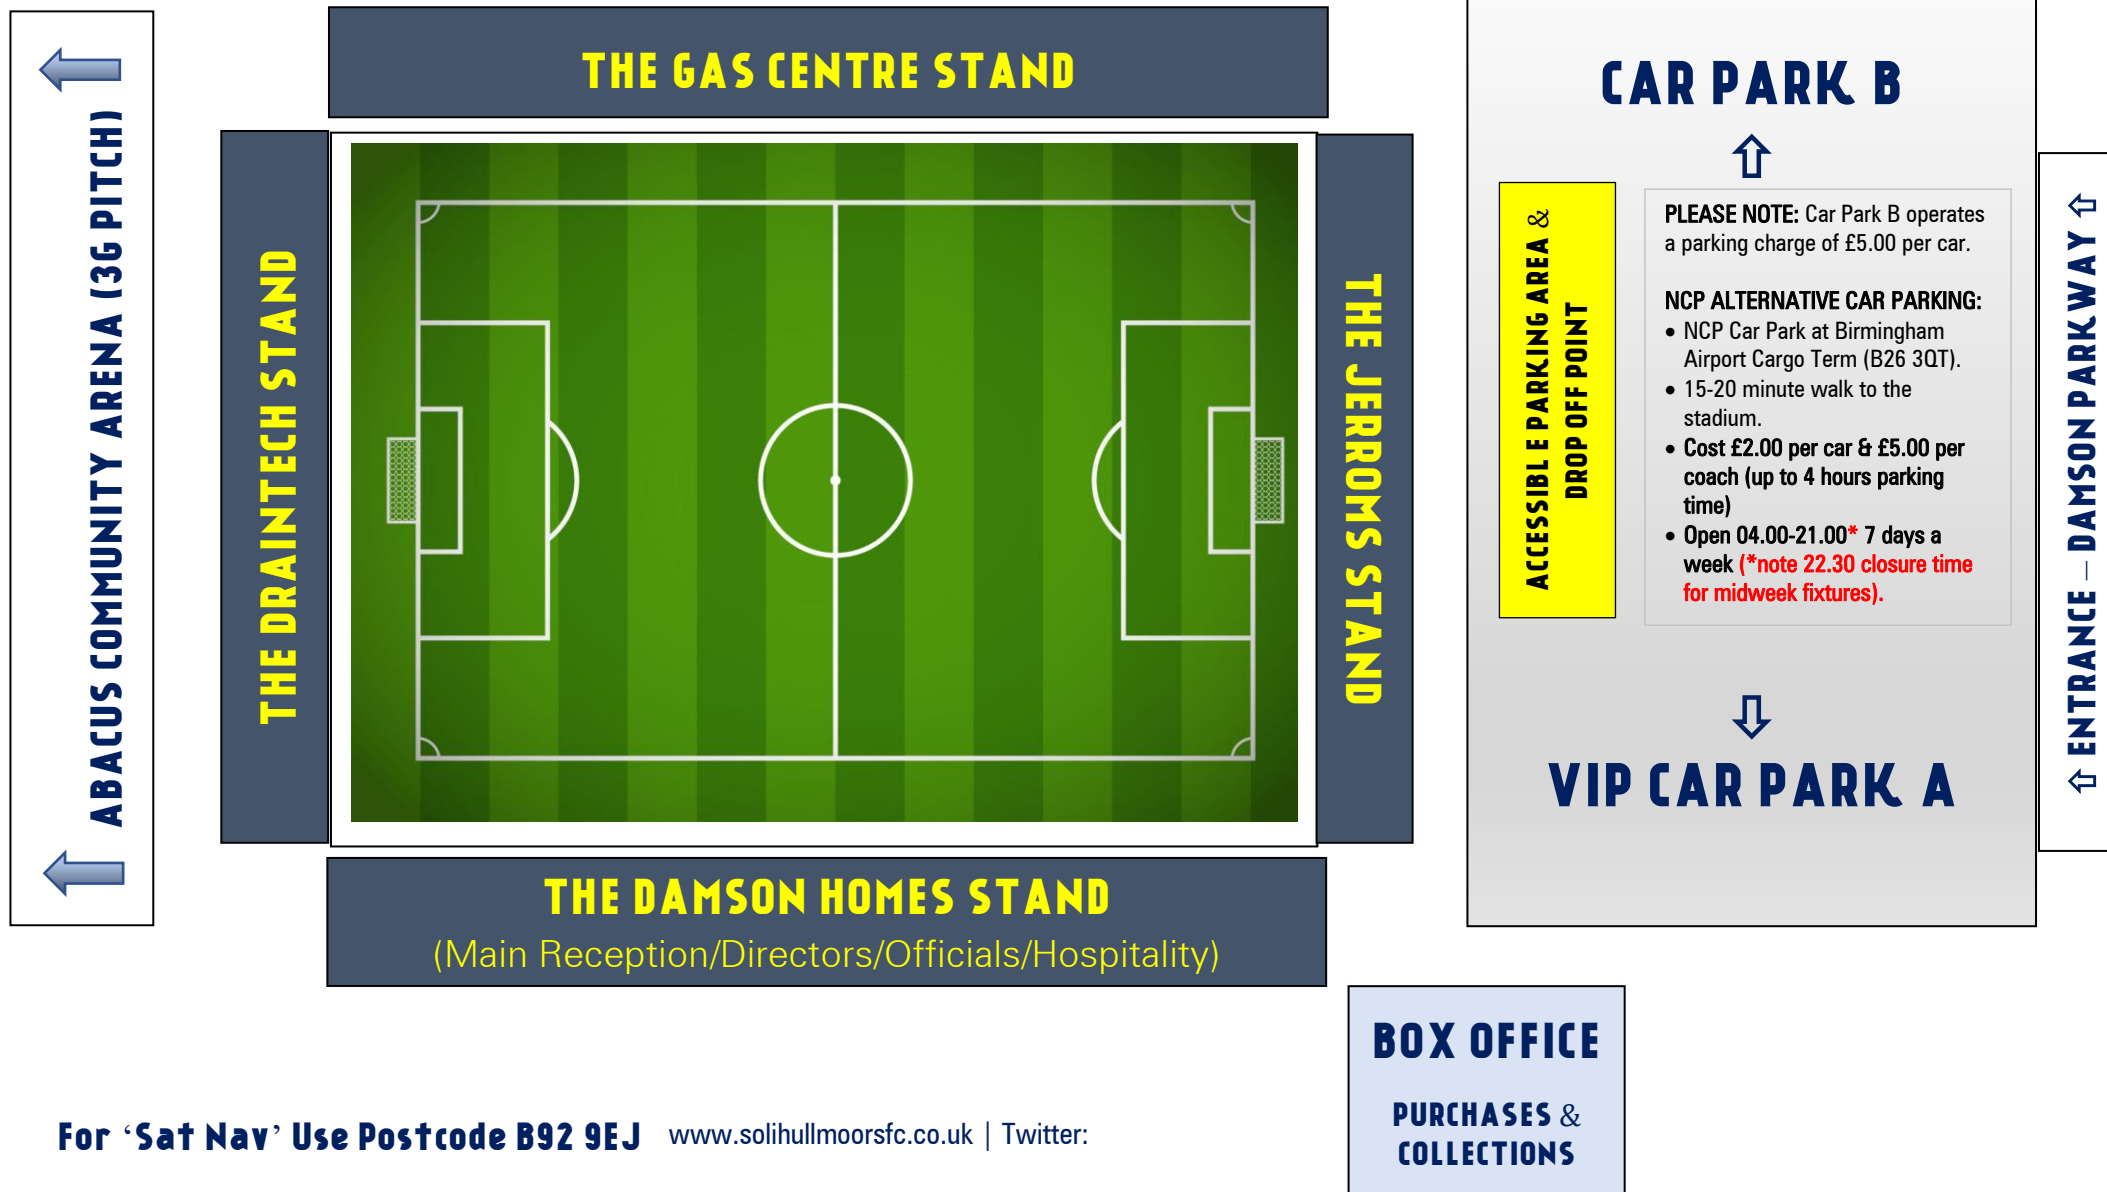 THE GAS CENTRE STAND
ABACUS COMMUNITY ARENA (3G PITCH)
THE DRAINTECH STAND
THE JERROMS STAND
THE DAMSON HOMES STAND
(Main Reception/Directors/Officials/Hospitality)
CAR PARK B
ACCESSIBLE PARKING AREA &
DROP OFF POINT
PLEASE NOTE: Car Park B operates
a parking charge of £5.00 per car.
NCP ALTERNATIVE CAR PARKING:
• NCP Car Park at Birmingham
Airport Cargo Term (B26 3QT).
• 15-20 minute walk to the
stadium.
• Cost £2.00 per car & £5.00 per
coach (up to 4 hours parking
time)
• Open 04.00-21.00* 7 days a
week (*note 22.30 closure time
for midweek fixtures).
VIP CAR PARK A
ENTRANCE – DAMSON PARKWAY
BOX OFFICE
PURCHASES &
COLLECTIONS
For ‘Sat Nav’ Use Postcode B92 9EJ www.solihullmoorsfc.co.uk | Twitter: